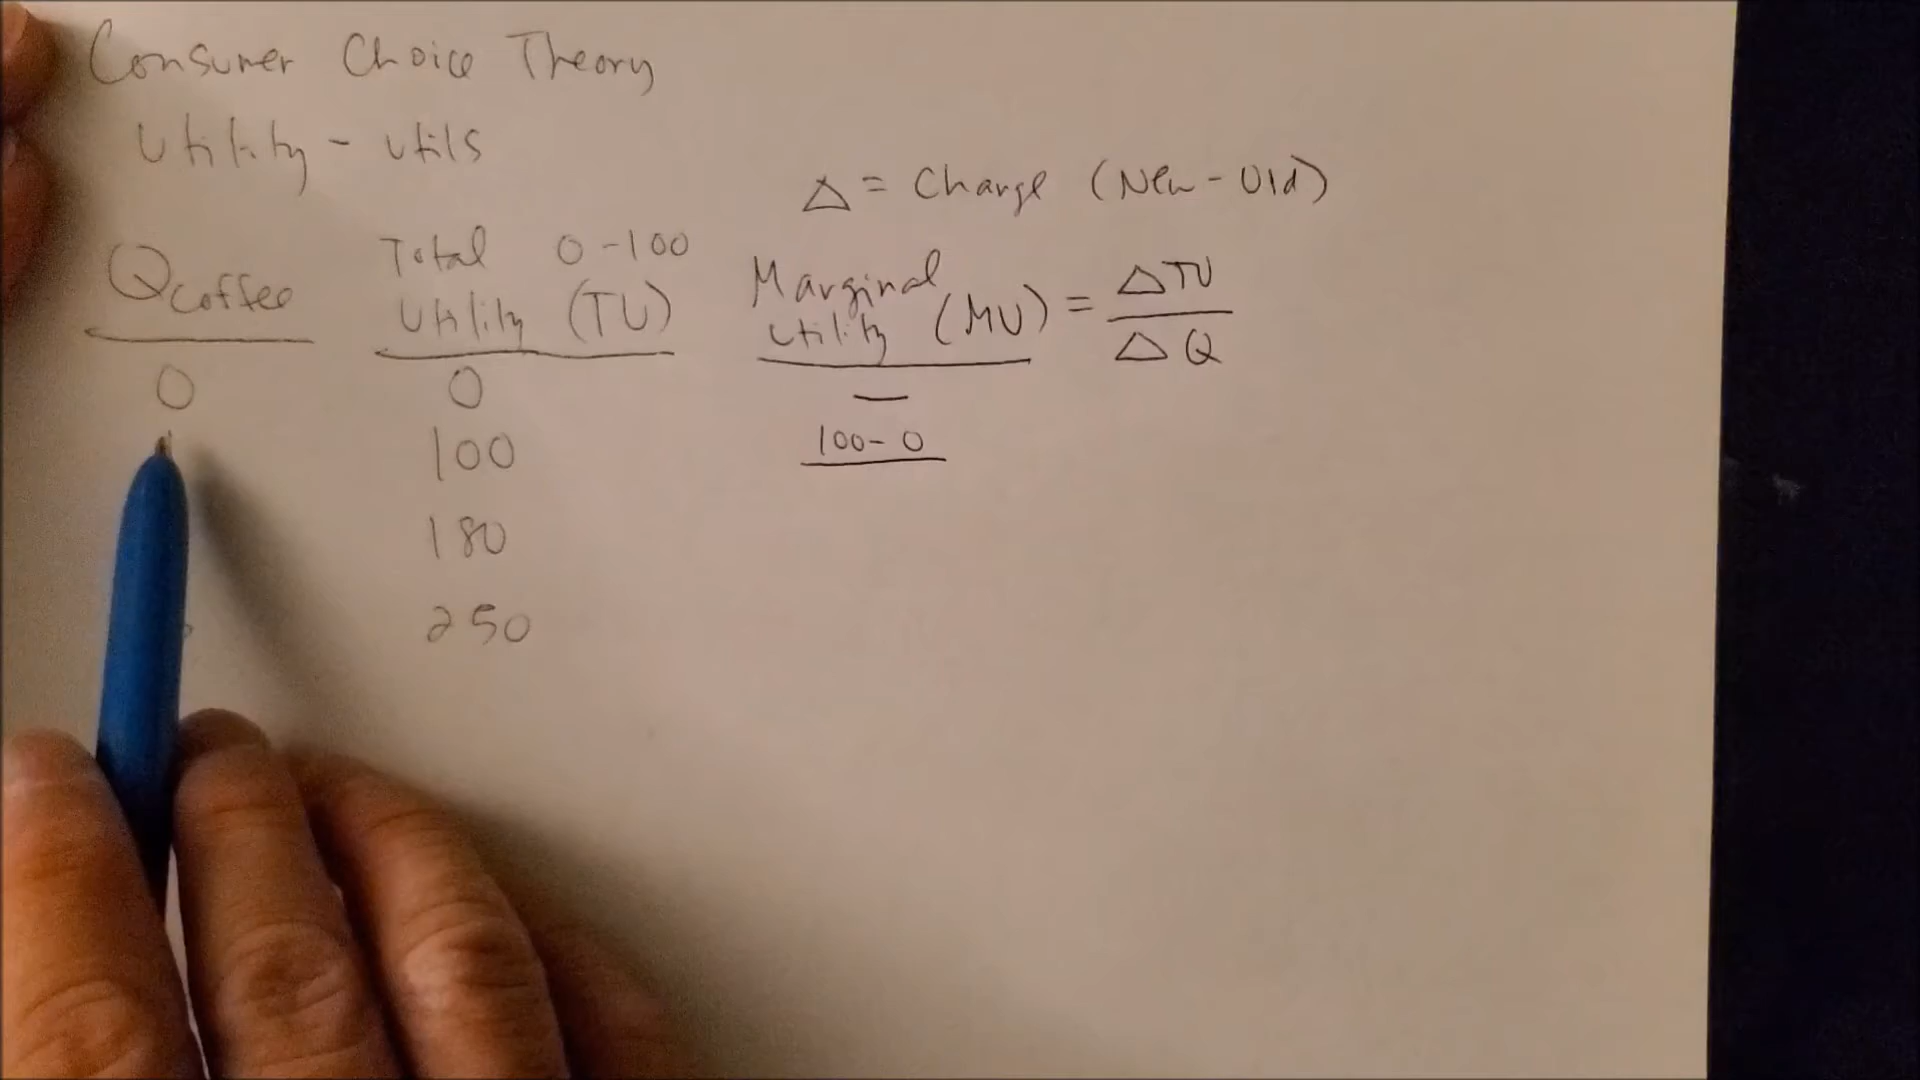 Consumer Choice Theory
Utility - utils
Δ = Change (New - Old)
Total 0-100
Qcoffee Utility (TU) Marginal Utility (MU) = ΔTU / ΔQ
0 0 —
100 100-0
180
250